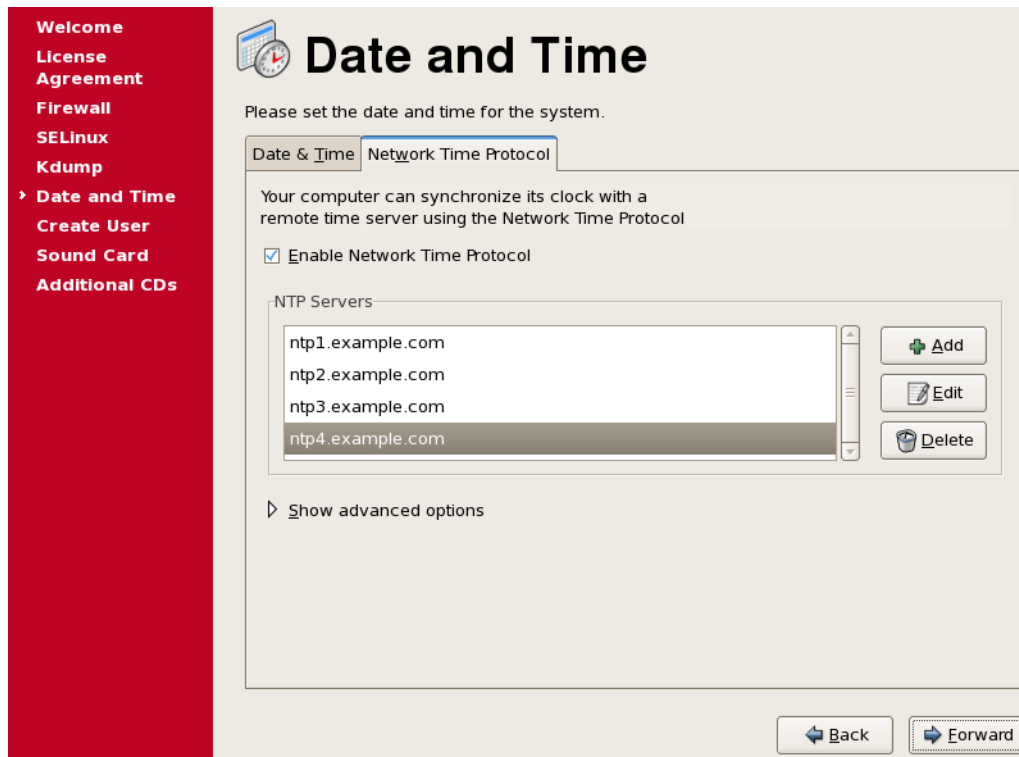 Welcome
License
Agreement
Firewall
SELinux
Kdump
Date and Time
Create User
Sound Card
Additional CDs
Date and Time
Please set the date and time for the system.
Date & Time
Network Time Protocol
Your computer can synchronize its clock with a
remote time server using the Network Time Protocol
Enable Network Time Protocol
NTP Servers
ntp1.example.com
ntp2.example.com
ntp3.example.com
ntp4.example.com
Add
Edit
Delete
Show advanced options
Back
Forward